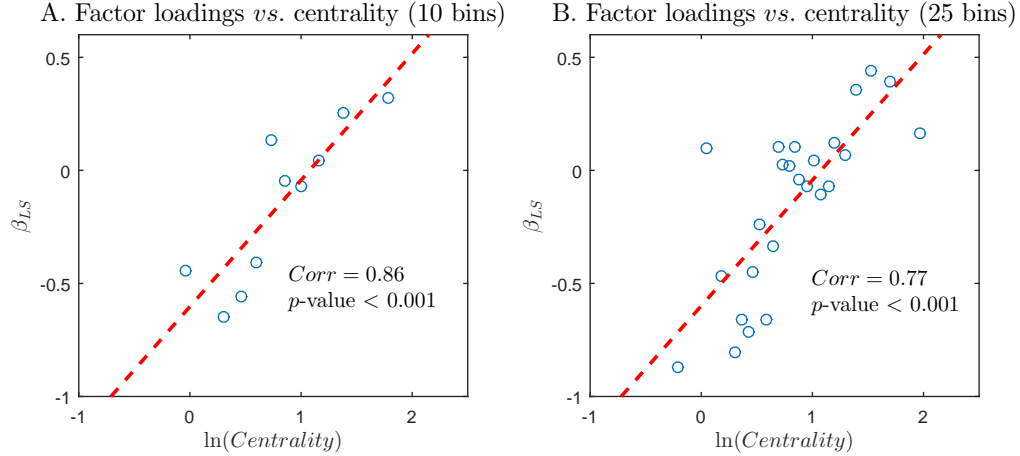 A. Factor loadings vs. centrality (10 bins)
0.5
0
-0.5
-1
β_LS
Corr = 0.86
p-value < 0.001
-1 0 1 2
ln(Centrality)
B. Factor loadings vs. centrality (25 bins)
0.5
0
-0.5
-1
β_LS
Corr = 0.77
p-value < 0.001
-1 0 1 2
ln(Centrality)